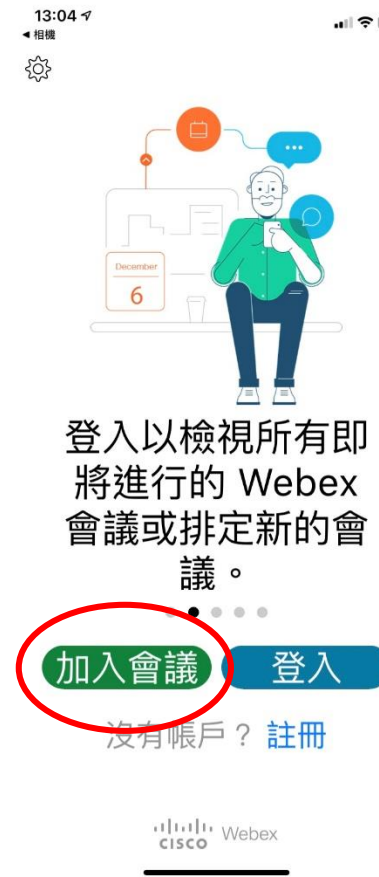 13:04
◀ 相機
December
6
登入以檢視所有即
將進行的 Webex
會議或排定新的會
議。
加入會議 登入
沒有帳戶？ 註冊
CISCO Webex